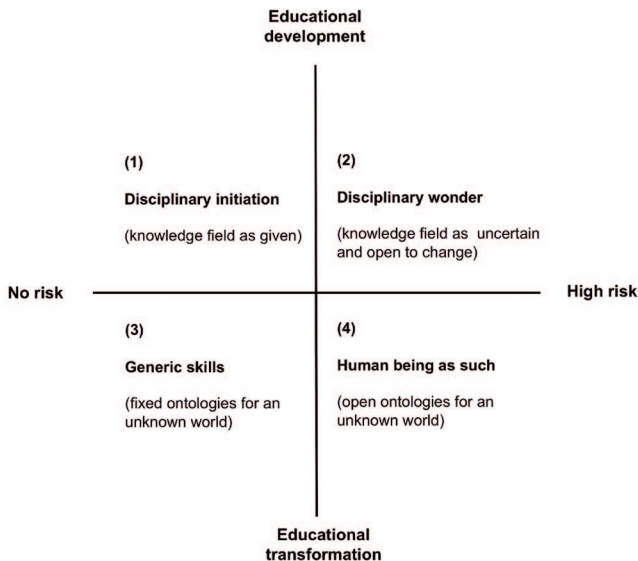 Educational
development
(1)
Disciplinary initiation
(knowledge field as given)
(2)
Disciplinary wonder
(knowledge field as uncertain
and open to change)
No risk
High risk
(3)
Generic skills
(fixed ontologies for an
unknown world)
(4)
Human being as such
(open ontologies for an
unknown world)
Educational
transformation